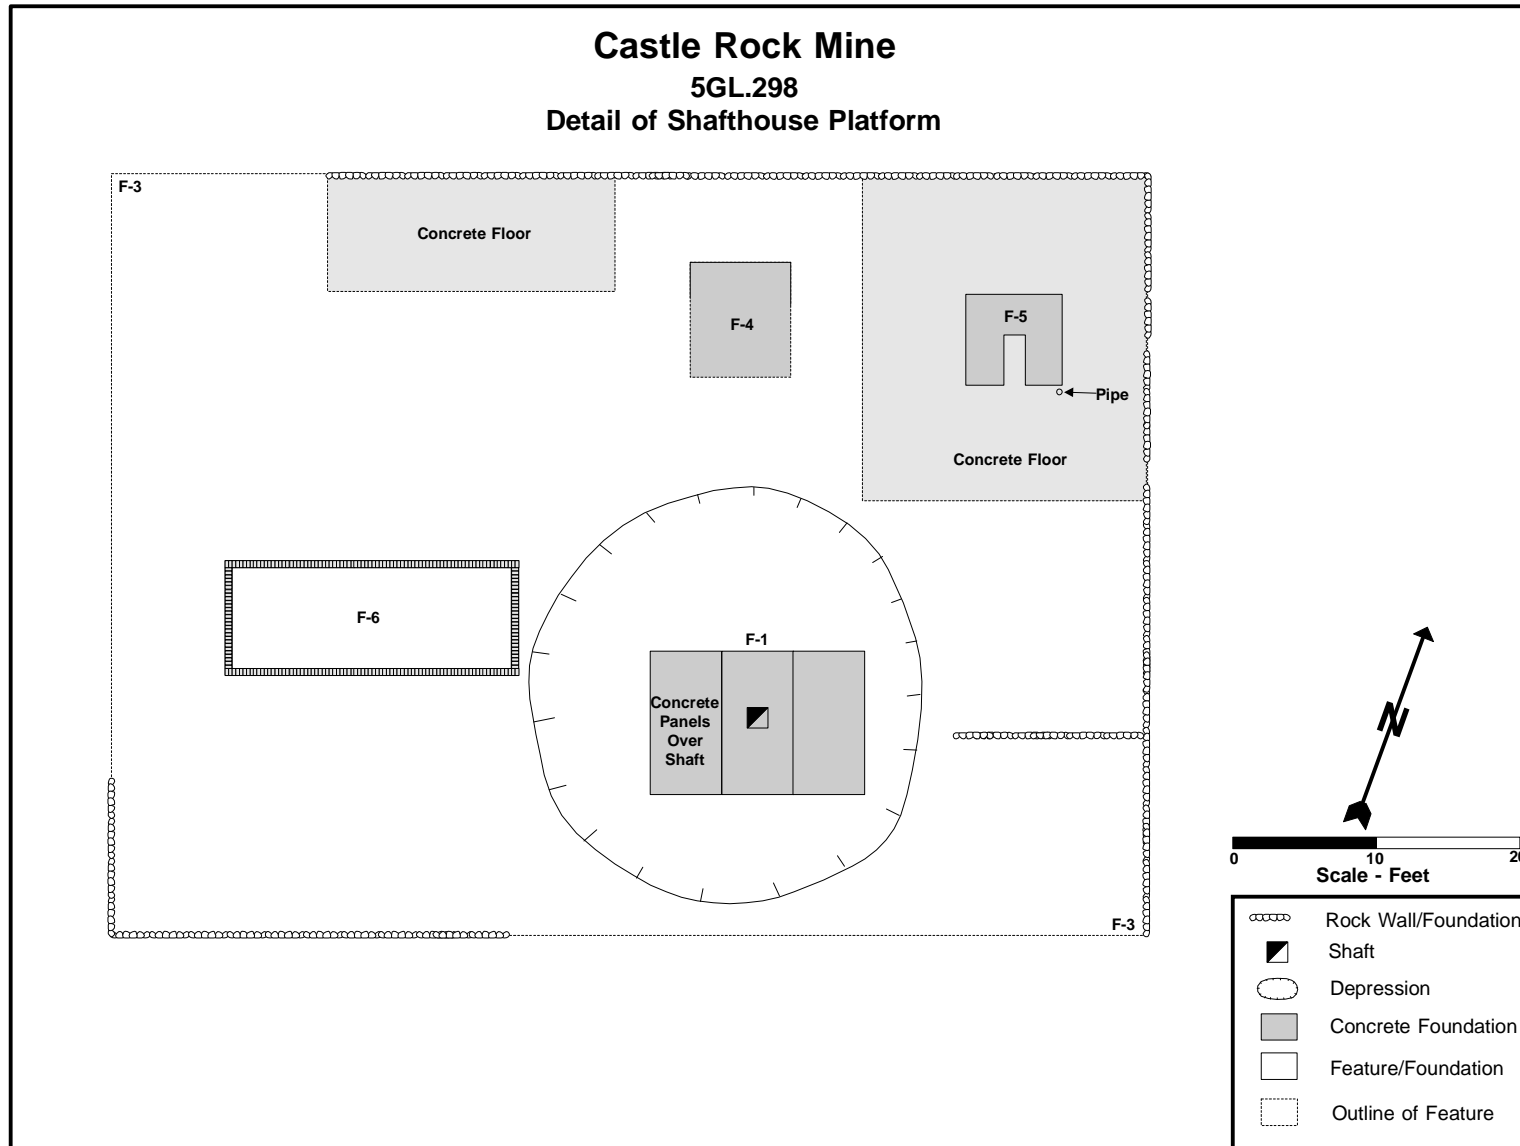 Castle Rock Mine
5GL.298
Detail of Shafthouse Platform
F-3
Concrete Floor
F-4
F-5
Pipe
Concrete Floor
F-6
F-1
Concrete
Panels
Over
Shaft
N
F-3
0 10 20
Scale - Feet
Rock Wall/Foundation
Shaft
Depression
Concrete Foundation
Feature/Foundation
Outline of Feature